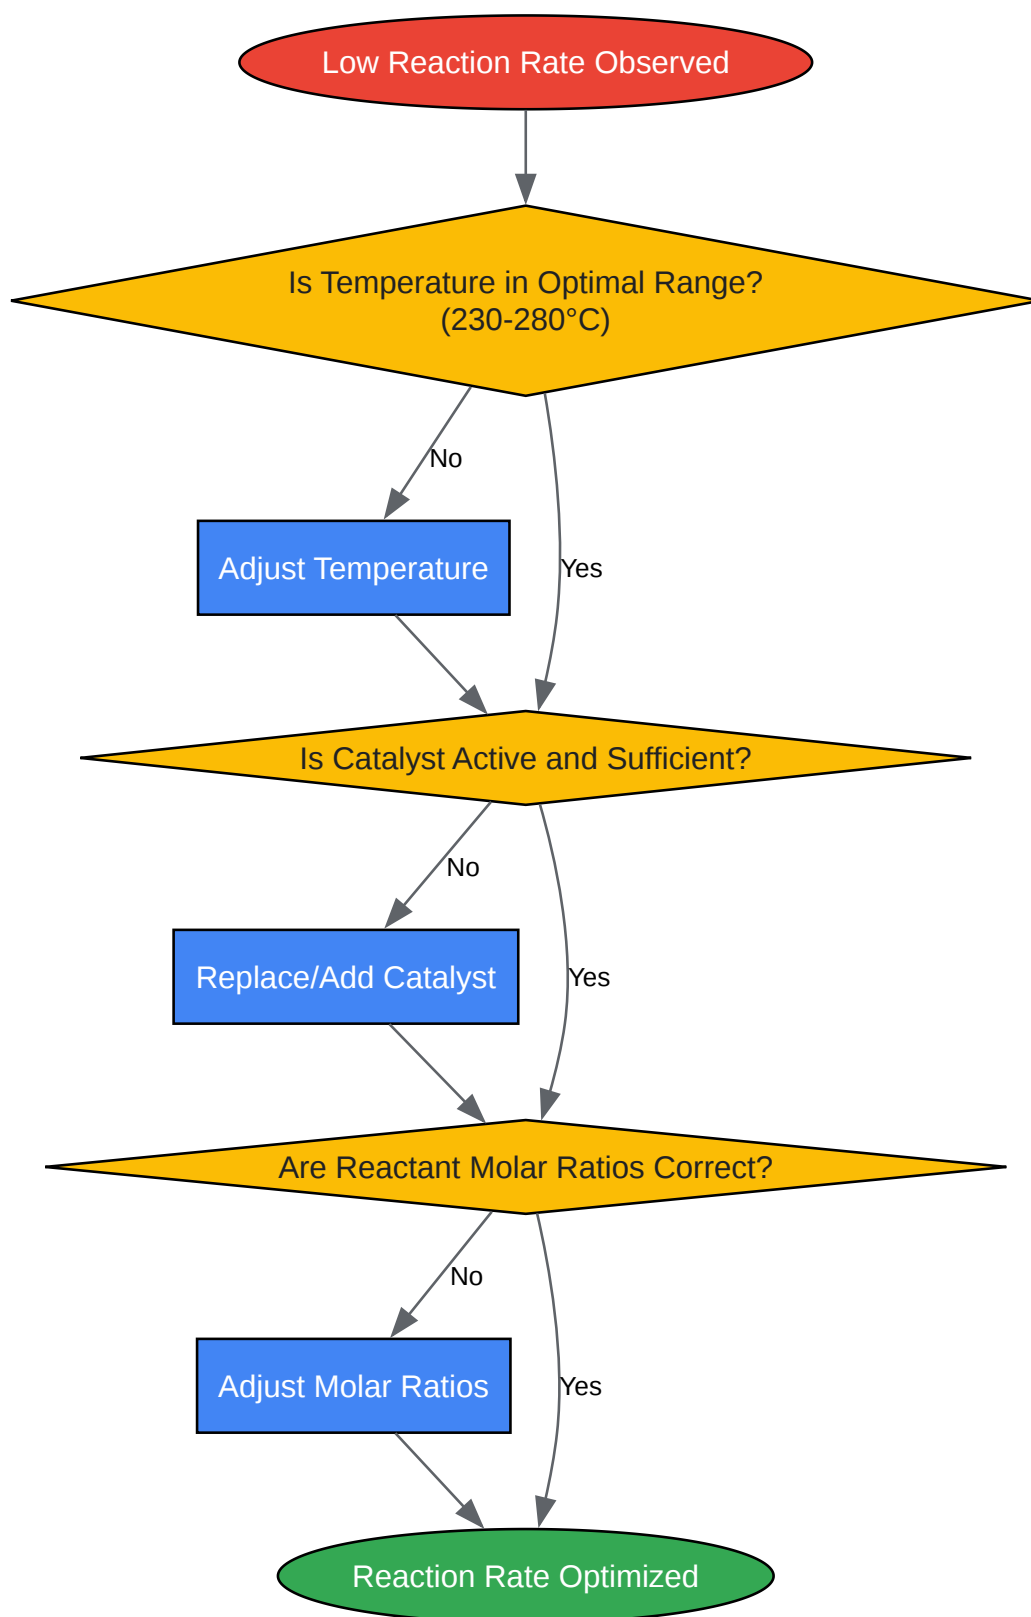 Low Reaction Rate Observed
Is Temperature in Optimal Range?
(230-280°C)
No
Adjust Temperature
Yes
Is Catalyst Active and Sufficient?
No
Replace/Add Catalyst
Yes
Are Reactant Molar Ratios Correct?
No
Adjust Molar Ratios
Yes
Reaction Rate Optimized